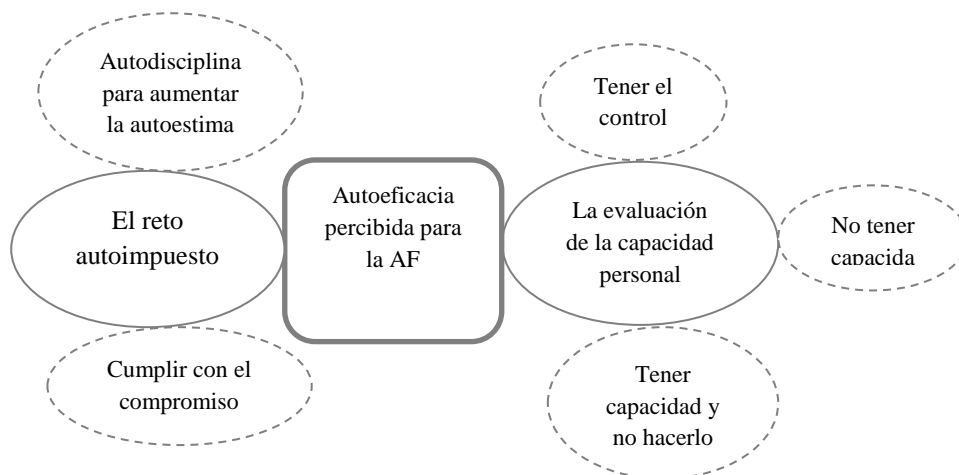 Autodisciplina
para aumentar
la autoestima
El reto
autoimpuesto
Cumplir con el
compromiso
Autoeficacia
percibida para
la AF
Tener el
control
La evaluación
de la capacidad
personal
No tener
capacida
Tener
capacidad y
no hacerlo